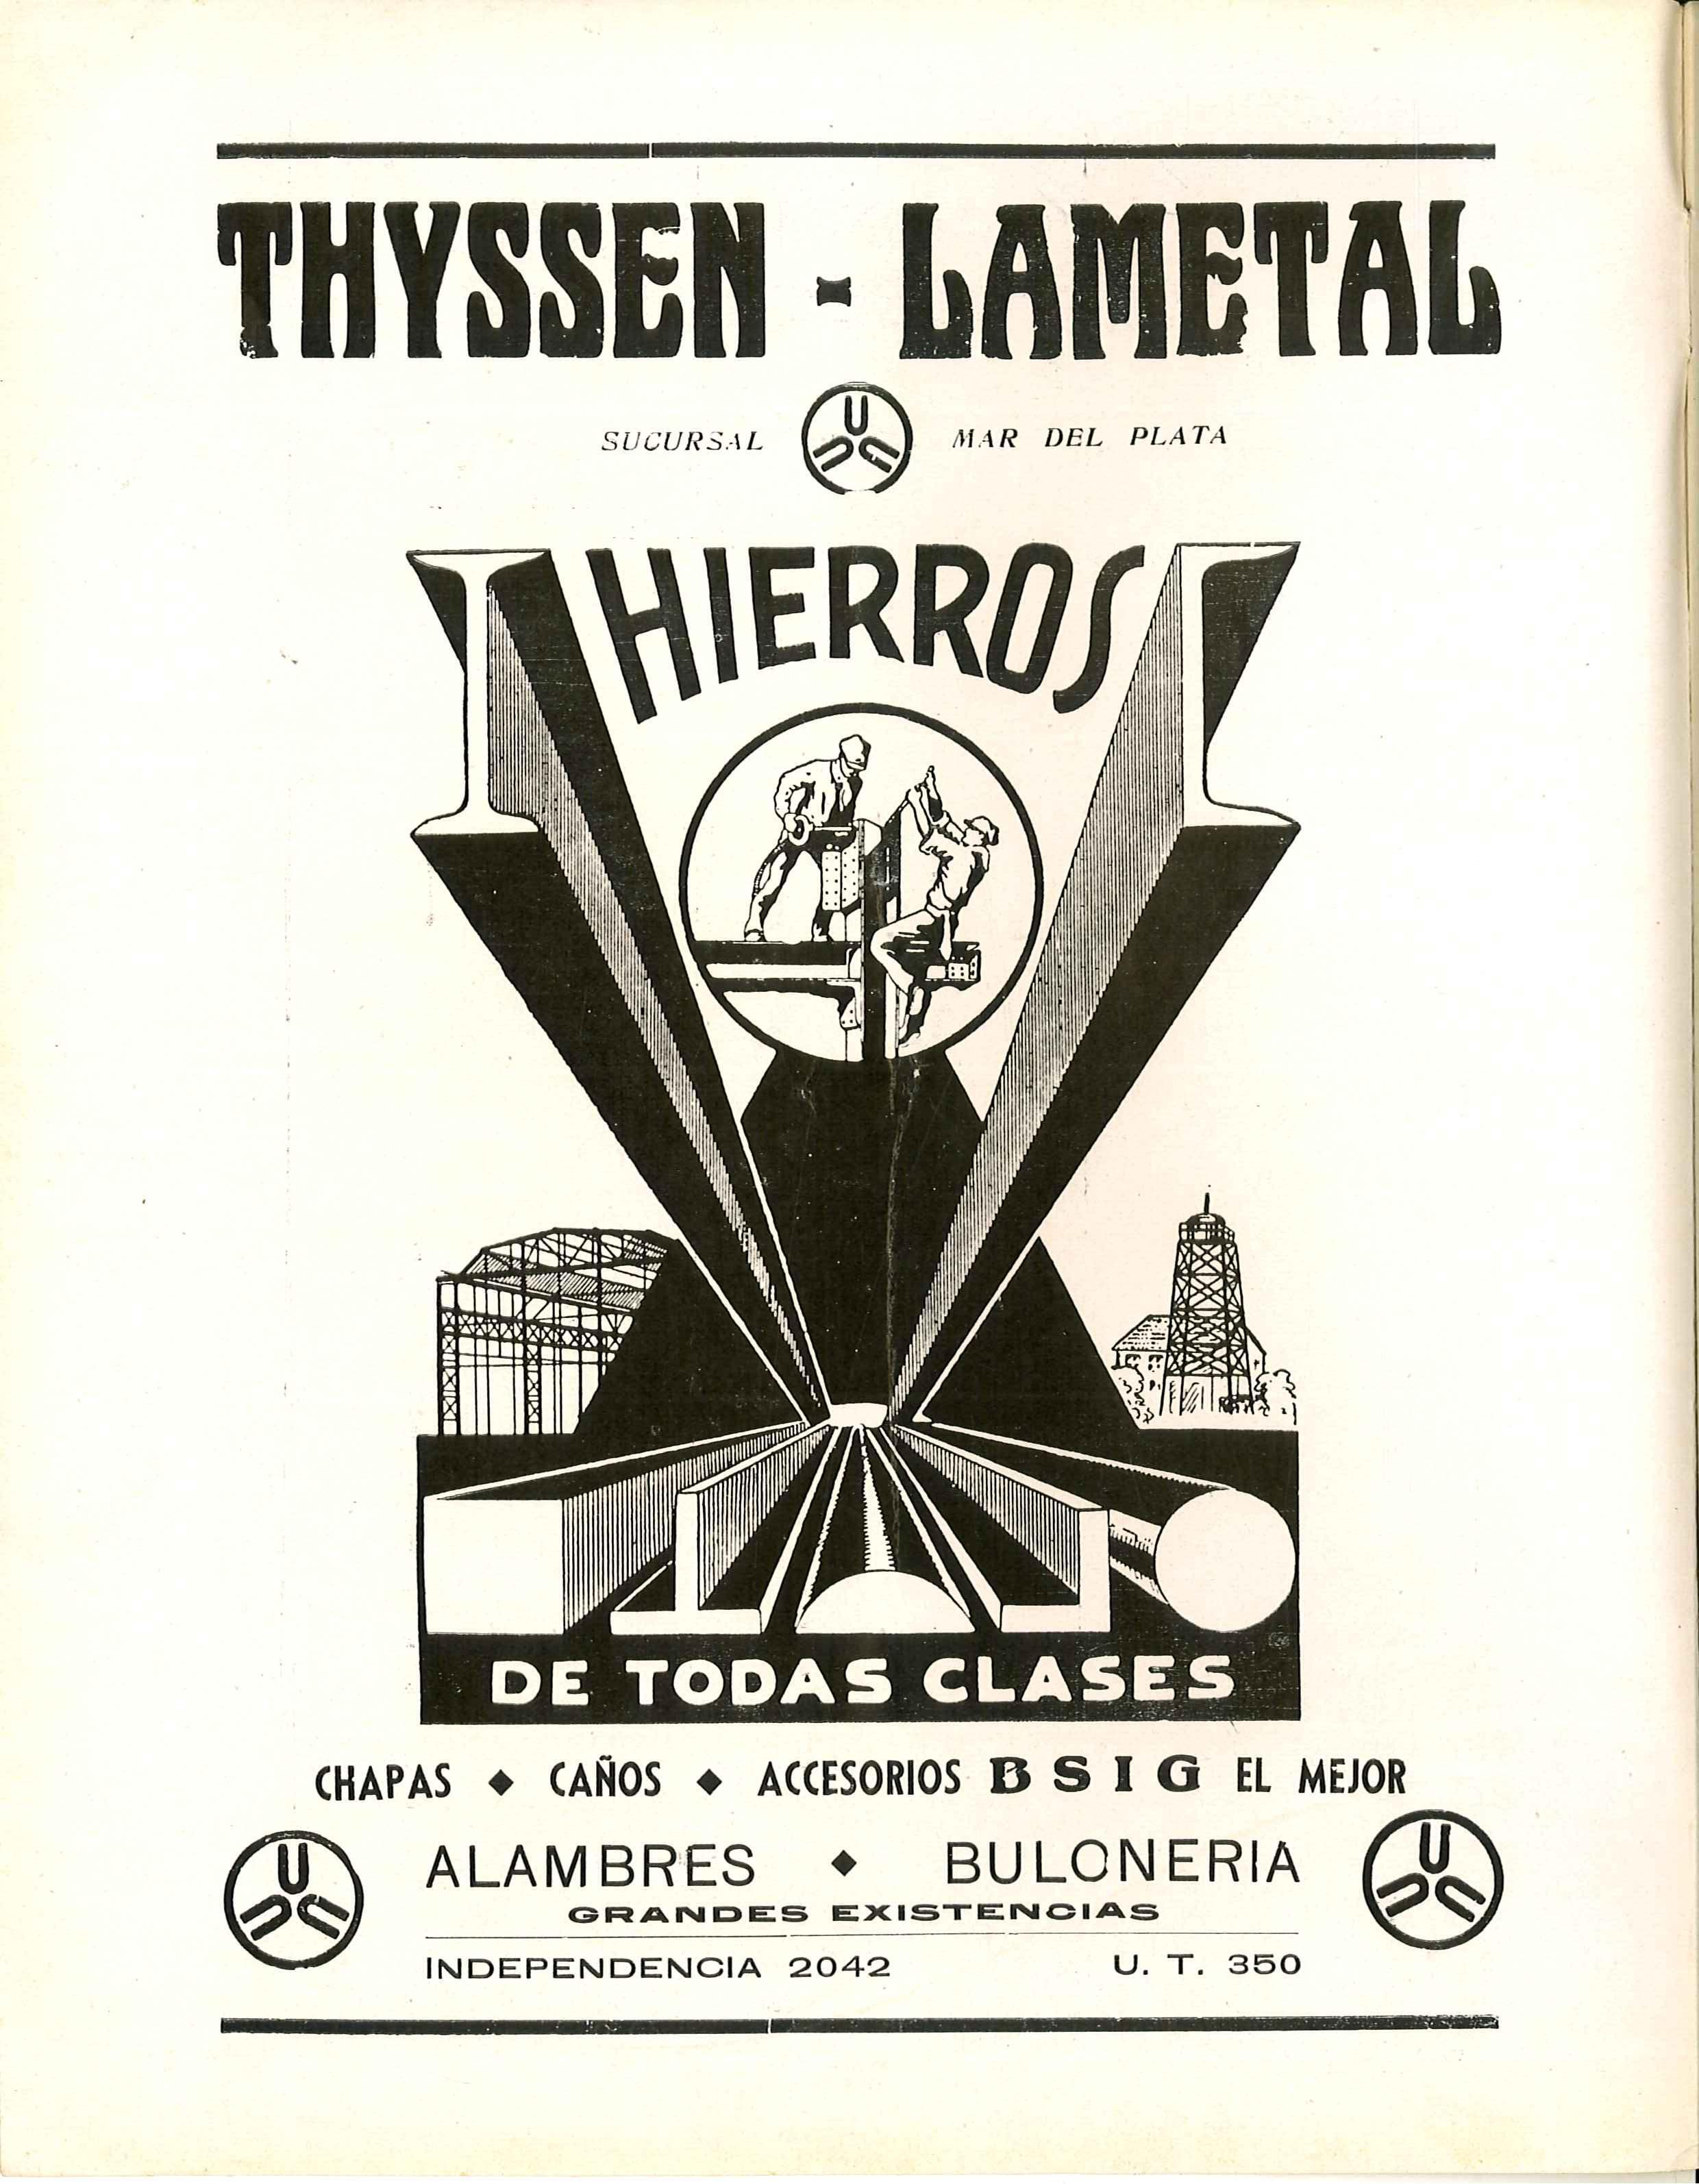 THYSSEN - LAMETAL
SUCURSAL MAR DEL PLATA
HIERROS
DE TODAS CLASES
CHAPAS ◆ CAÑOS ◆ ACCESORIOS BSIG EL MEJOR
ALAMBRES ◆ BULONERIA
GRANDES EXISTENCIAS
INDEPENDENCIA 2042 U. T. 350